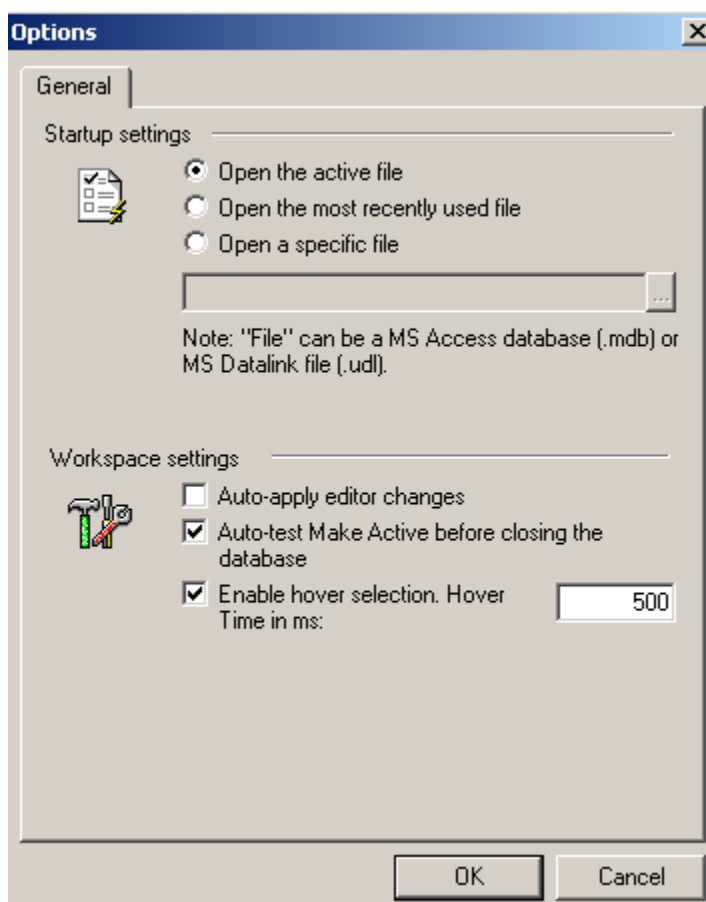 Options
General
Startup settings
Open the active file
Open the most recently used file
Open a specific file
...
Note: "File" can be a MS Access database (.mdb) or
MS Datalink file (.udl).
Workspace settings
Auto-apply editor changes
Auto-test Make Active before closing the
database
Enable hover selection. Hover
Time in ms:
500
OK
Cancel